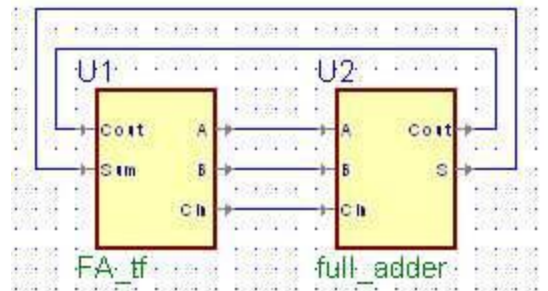 U1 U2
Cout A A Cout
Sum B B S
Cin Cin
FA_tf full_adder